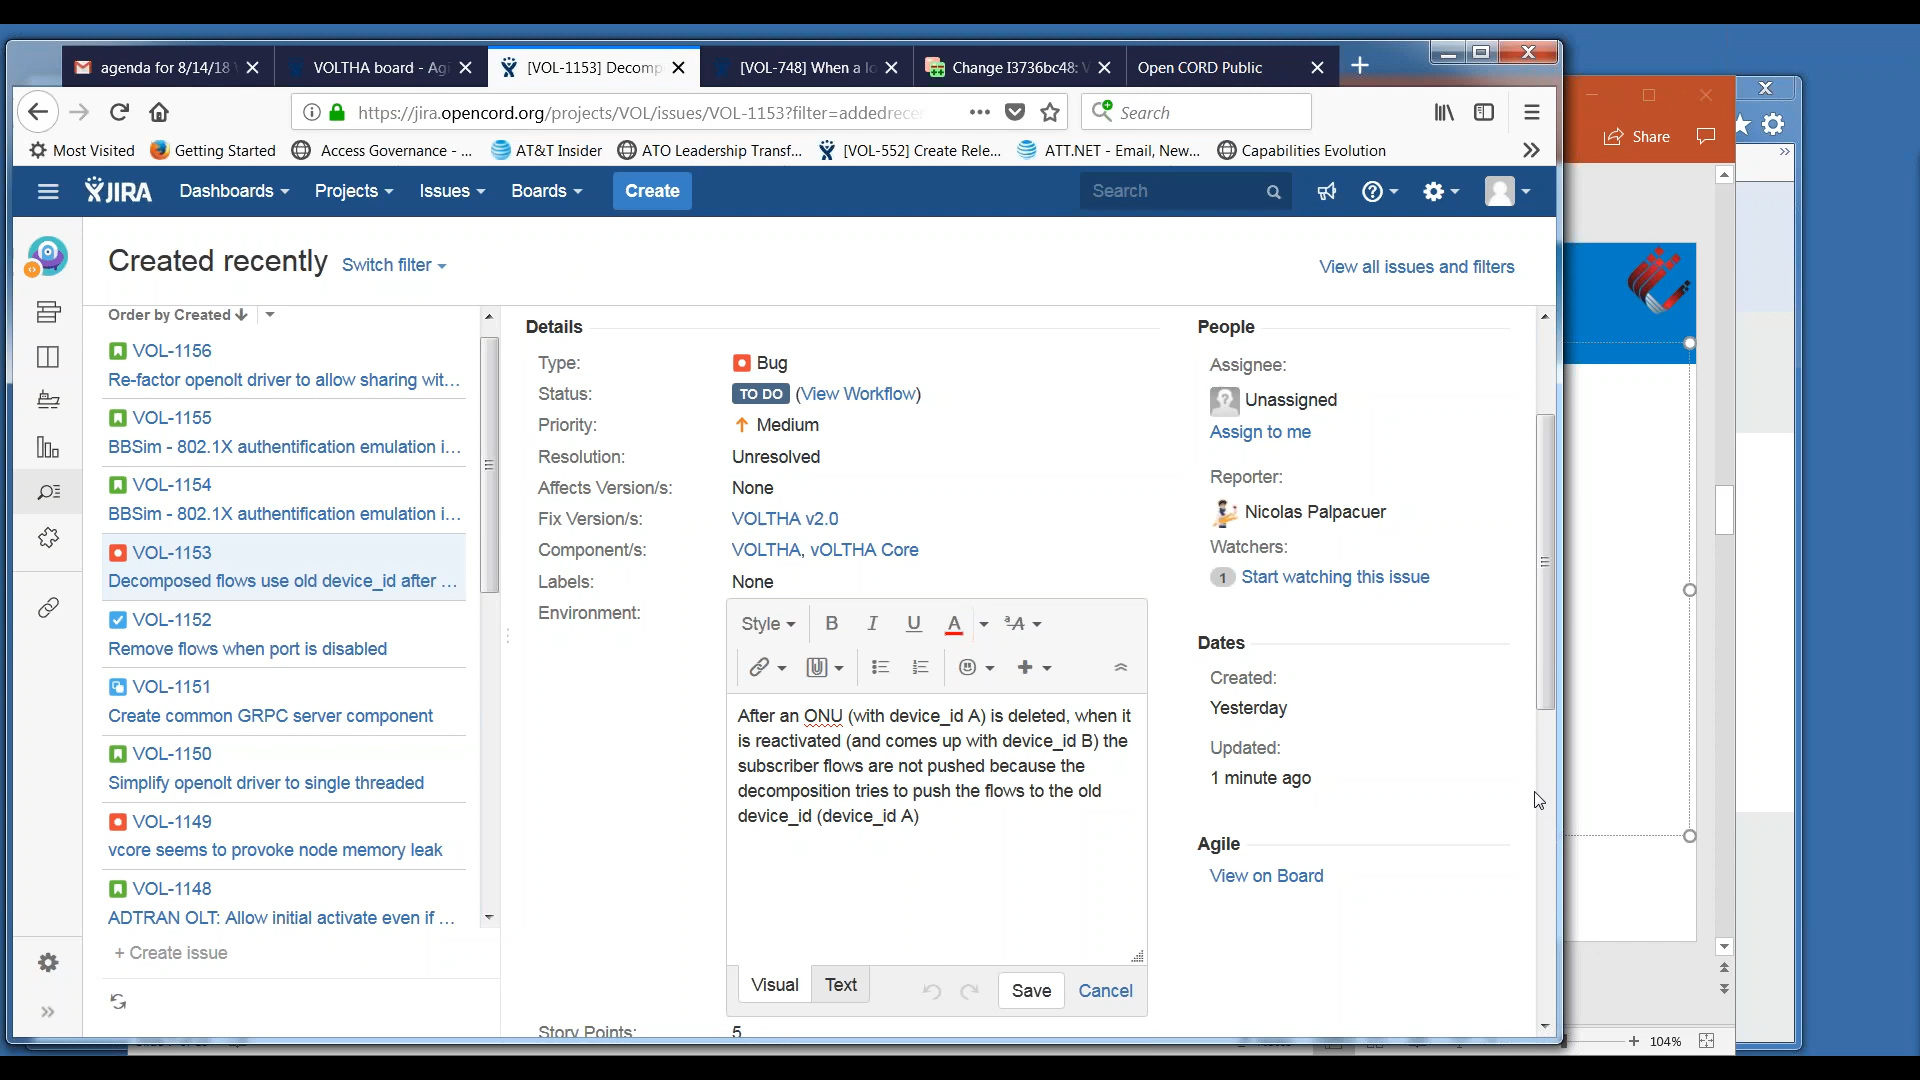 agenda for 8/14/18
VOLTHA board - Agi
[VOL-1153] Decomp
[VOL-748] When a lo
Change I3736bc48: V
Open CORD Public
https://jira.opencord.org/projects/VOL/issues/VOL-1153?filter=addedrecen
Search
Share
Most Visited
Getting Started
Access Governance - ...
AT&T Insider
ATO Leadership Transf...
[VOL-552] Create Rele...
ATT.NET - Email, New...
Capabilities Evolution
JIRA
Dashboards
Projects
Issues
Boards
Create
Search
Created recently
Switch filter
View all issues and filters
Order by Created
VOL-1156
Re-factor openolt driver to allow sharing wit...
VOL-1155
BBSim - 802.1X authentification emulation i...
VOL-1154
BBSim - 802.1X authentification emulation i...
VOL-1153
Decomposed flows use old device_id after ...
VOL-1152
Remove flows when port is disabled
VOL-1151
Create common GRPC server component
VOL-1150
Simplify openolt driver to single threaded
VOL-1149
vcore seems to provoke node memory leak
VOL-1148
ADTRAN OLT: Allow initial activate even if ...
+ Create issue
Details
Type:
Bug
Status:
TO DO (View Workflow)
Priority:
Medium
Resolution:
Unresolved
Affects Version/s:
None
Fix Version/s:
VOLTHA v2.0
Component/s:
VOLTHA, vOLTHA Core
Labels:
None
Environment:
Style B I U A
After an ONU (with device_id A) is deleted, when it
is reactivated (and comes up with device_id B) the
subscriber flows are not pushed because the
decomposition tries to push the flows to the old
device_id (device_id A)
Visual
Text
Save
Cancel
Story Points:
5
People
Assignee:
Unassigned
Assign to me
Reporter:
Nicolas Palpacuer
Watchers:
1 Start watching this issue
Dates
Created:
Yesterday
Updated:
1 minute ago
Agile
View on Board
104%